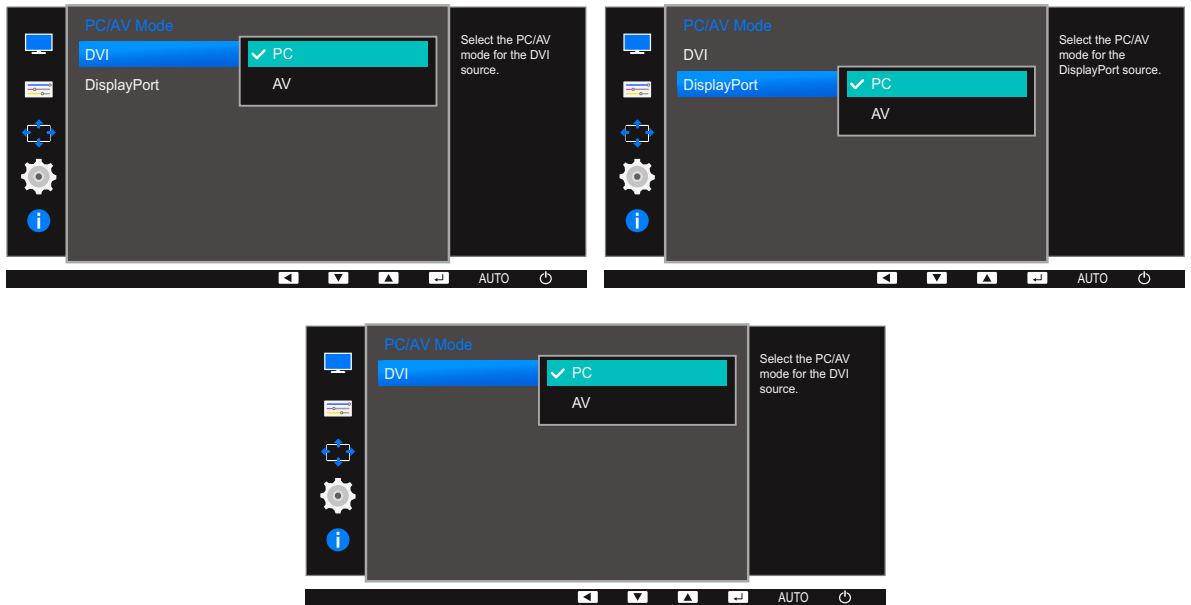 PC/AV Mode
DVI
PC
DisplayPort
AV
Select the PC/AV
mode for the DVI
source.
AUTO
PC/AV Mode
DVI
DisplayPort
PC
AV
Select the PC/AV
mode for the
DisplayPort source.
AUTO
PC/AV Mode
DVI
PC
AV
Select the PC/AV
mode for the DVI
source.
AUTO